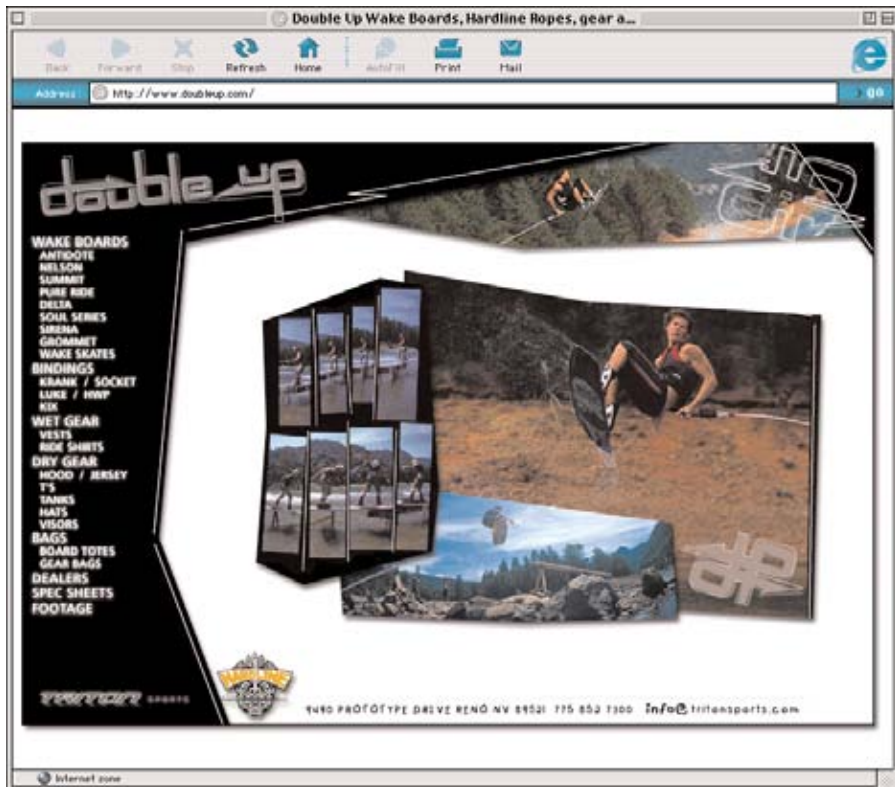 Double Up Wake Boards, Hardline Ropes, gear a...
Back Forward Stop Refresh Home AutoFill Print Mail
Address http://www.doubleup.com/ go
double up
WAKE BOARDS
ANTIDOTE
NELSON
SUMMIT
PURE RIDE
DELTA
SOUL SERIES
SIRENA
GROMMET
WAKE SKATES
BINDINGS
KRANK / SOCKET
LUKE / HWP
KIX
WET GEAR
VESTS
RIDE SHIRTS
DRY GEAR
HOOD / JERSEY
T'S
TANKS
HATS
VISORS
BAGS
BOARD TOTES
GEAR BAGS
DEALERS
SPEC SHEETS
FOOTAGE
HARDLINE
TRITON SPORTS
9490 PROTOTYPE DRIVE RENO NV 89521 775 852 7300 info@tritonsports.com
Internet zone